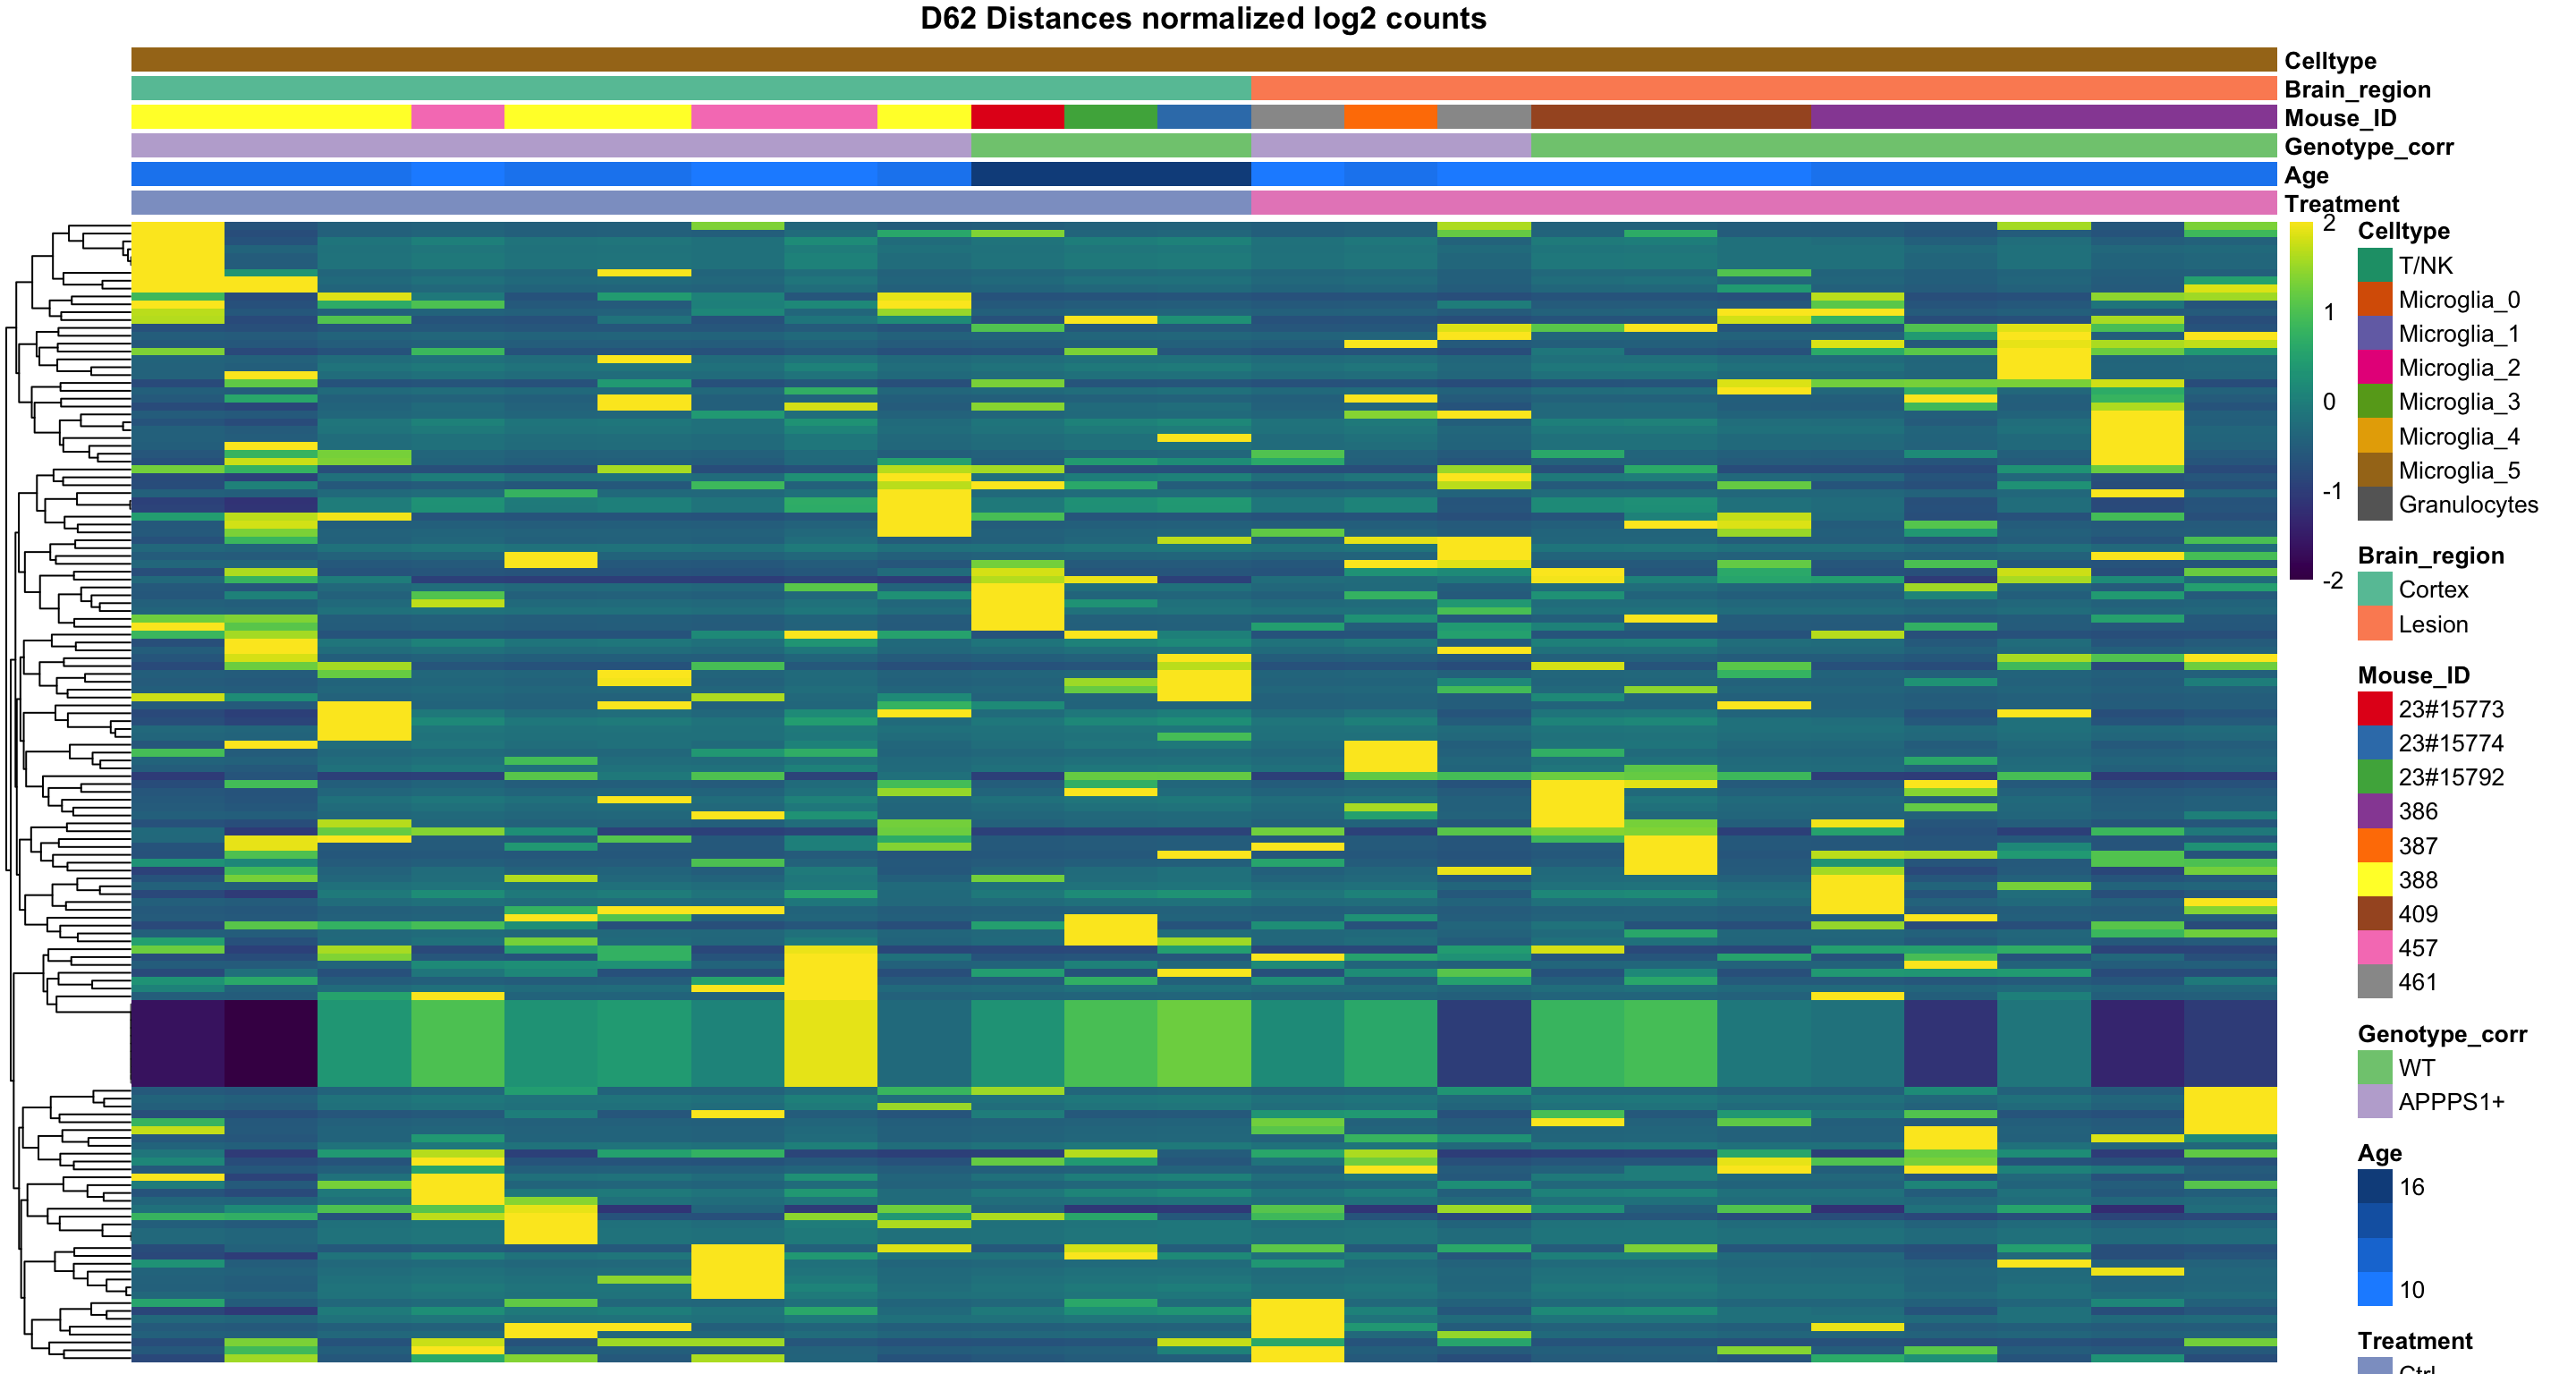 D62 Distances normalized log2 counts
Celltype
Brain_region
Mouse_ID
Genotype_corr
Age
Treatment
2
1
0
-1
-2
Celltype
T/NK
Microglia_0
Microglia_1
Microglia_2
Microglia_3
Microglia_4
Microglia_5
Granulocytes
Brain_region
Cortex
Lesion
Mouse_ID
23#15773
23#15774
23#15792
386
387
388
409
457
461
Genotype_corr
WT
APPPS1+
Age
16
10
Treatment
Ctrl